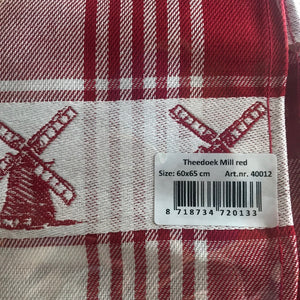 Theedoek Mill red
Size: 60x65 cm Art.nr. 40012
8 718734 720133